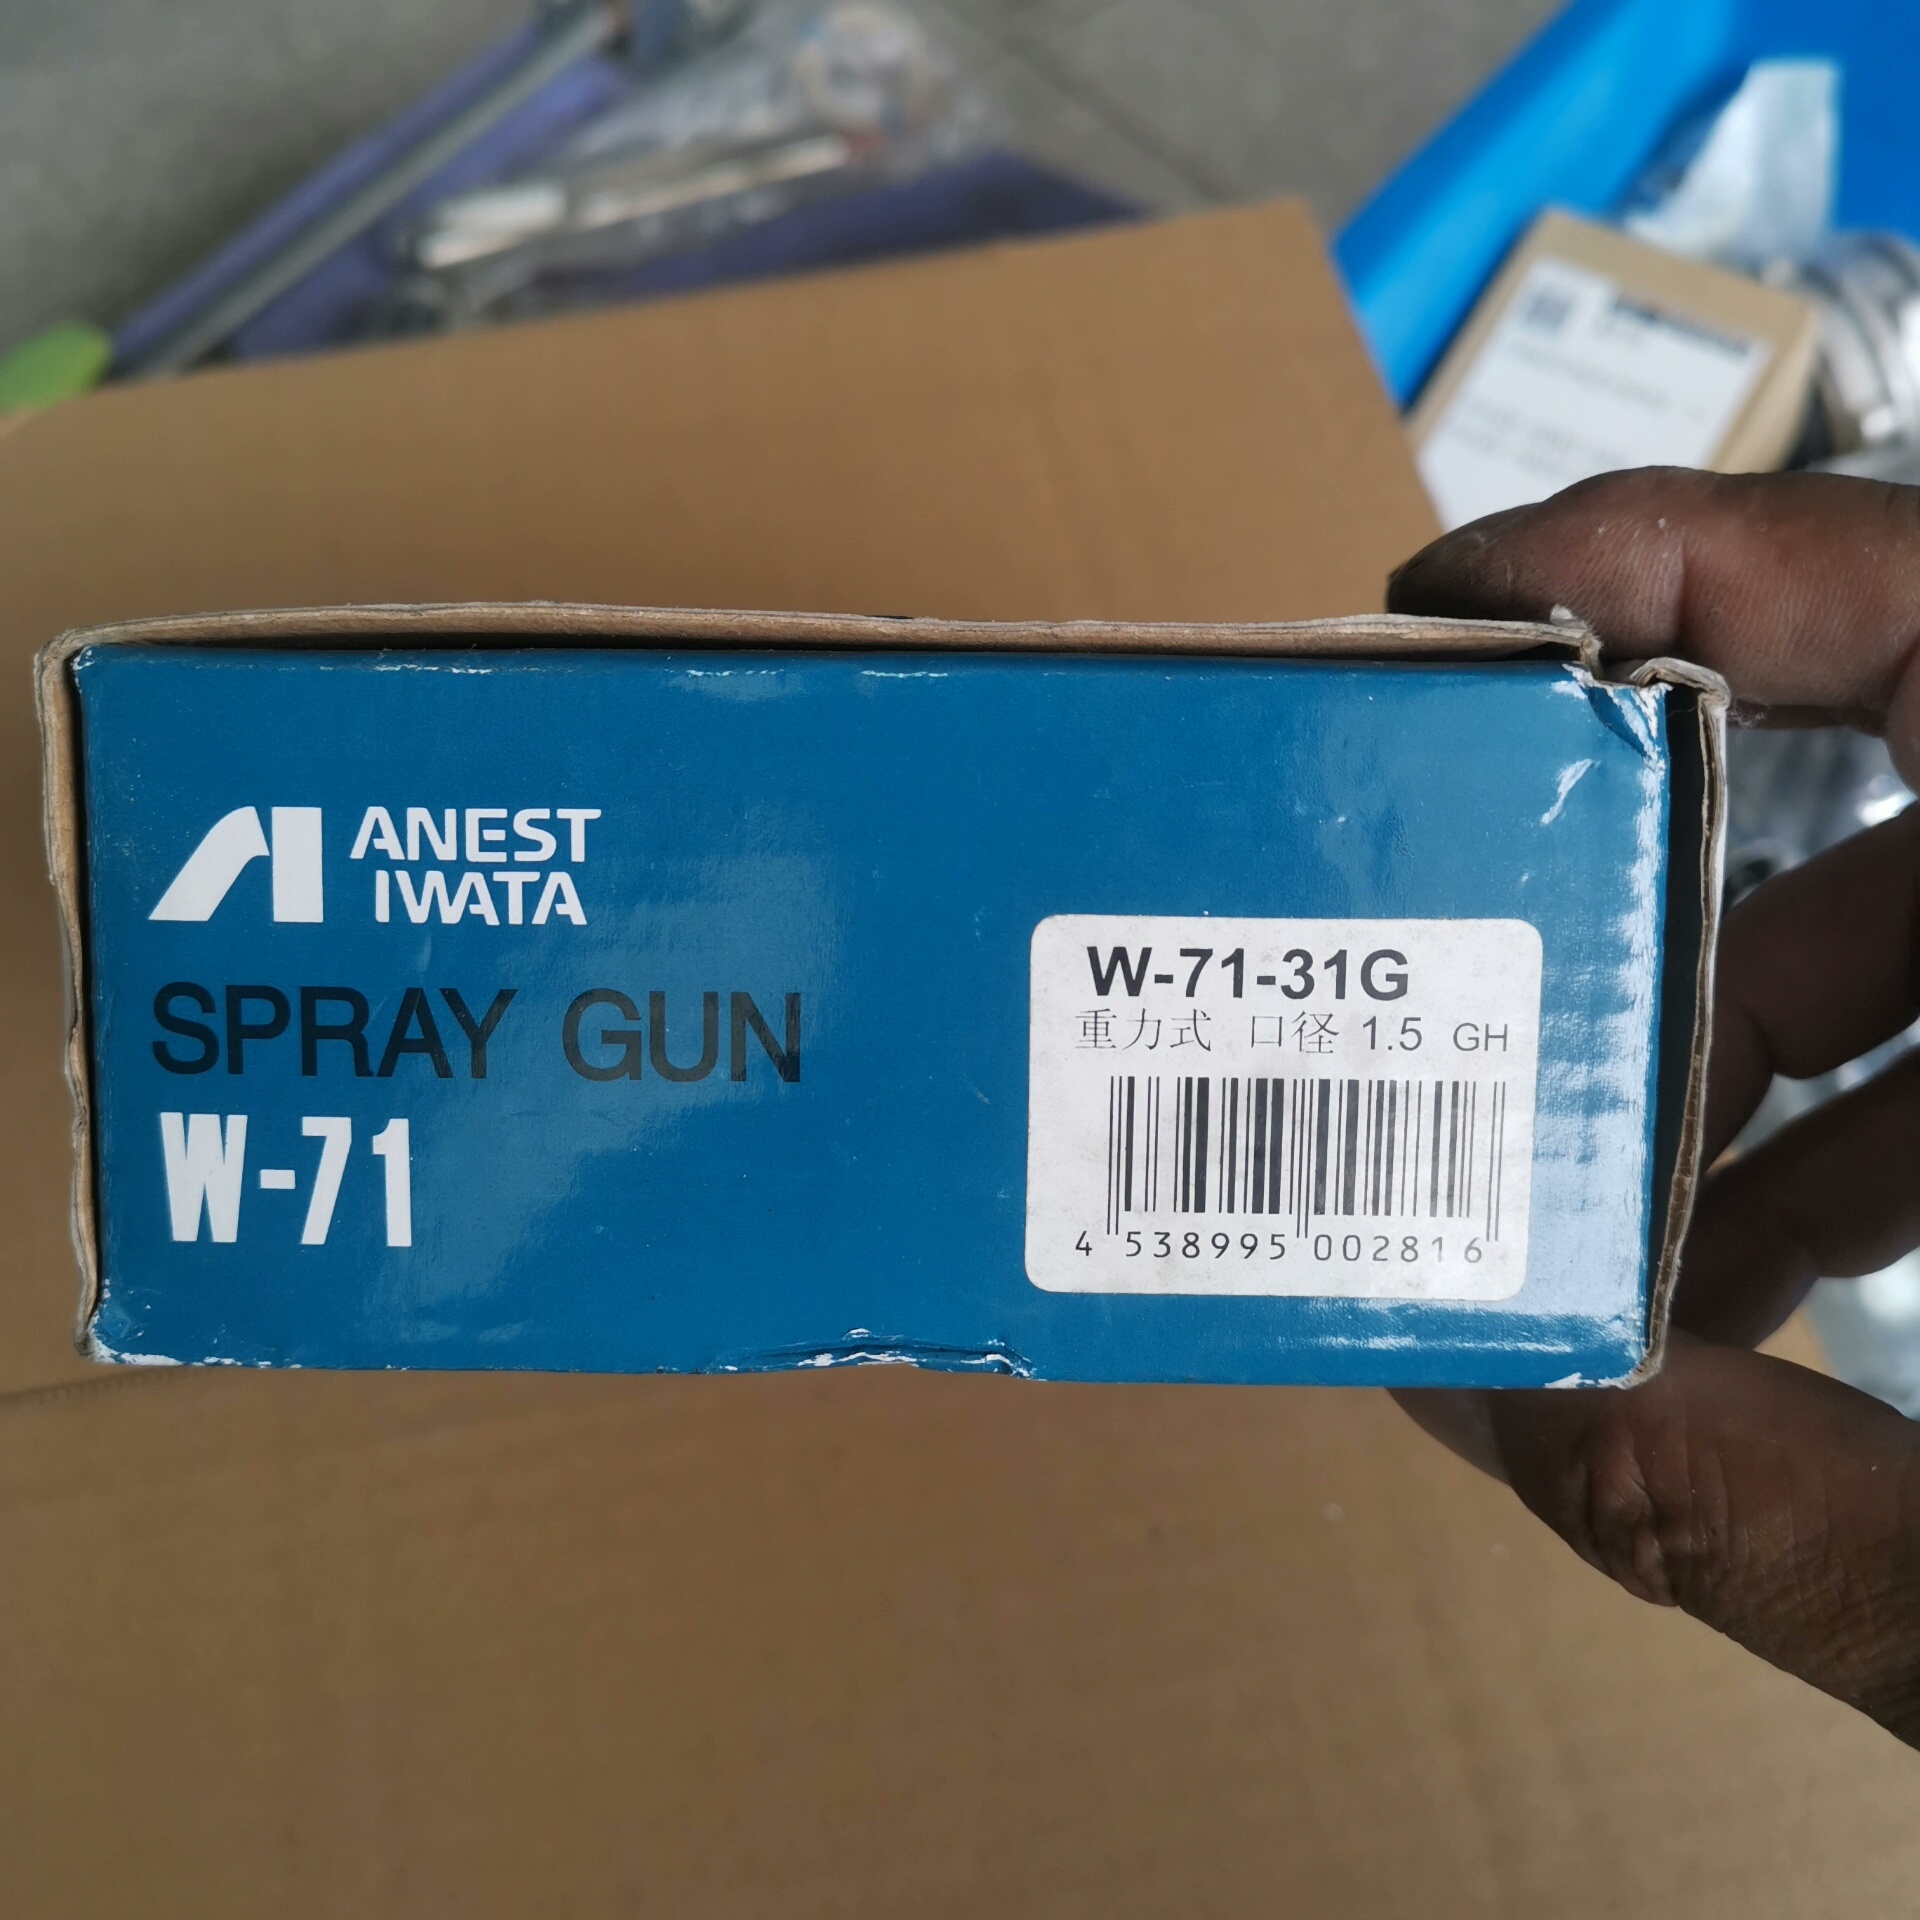 ANEST
IWATA
SPRAY GUN
W-71
W-71-31G
重力式 口径 1.5 GH
4 538995 002816